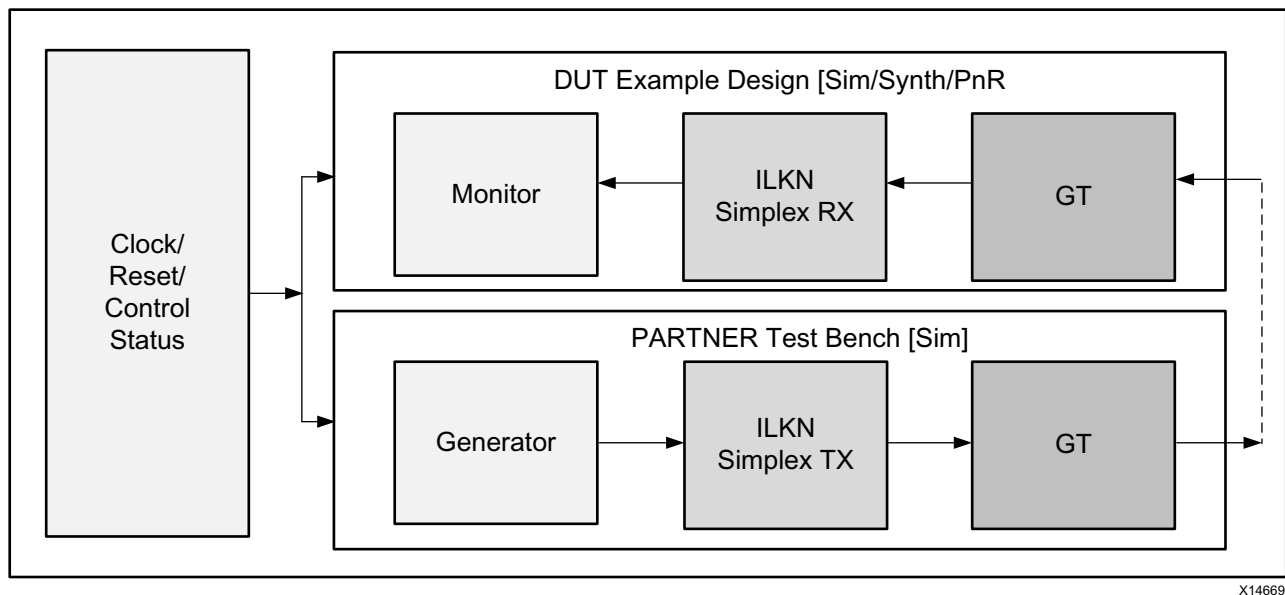 DUT Example Design [Sim/Synth/PnR
Monitor
ILKN
Simplex RX
GT
Clock/
Reset/
Control
Status
PARTNER Test Bench [Sim]
Generator
ILKN
Simplex TX
GT
X14669